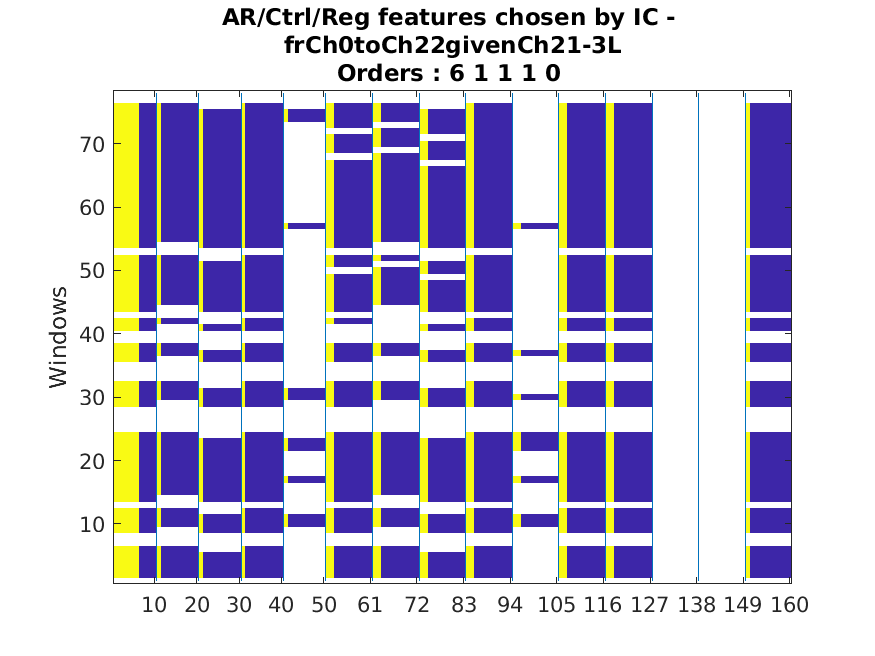 AR/Ctrl/Reg features chosen by IC -
frCh0toCh22givenCh21-3L
Orders : 6 1 1 1 0
Windows
70
60
50
40
30
20
10
10 20 30 40 50 61 72 83 94 105 116 127 138 149 160